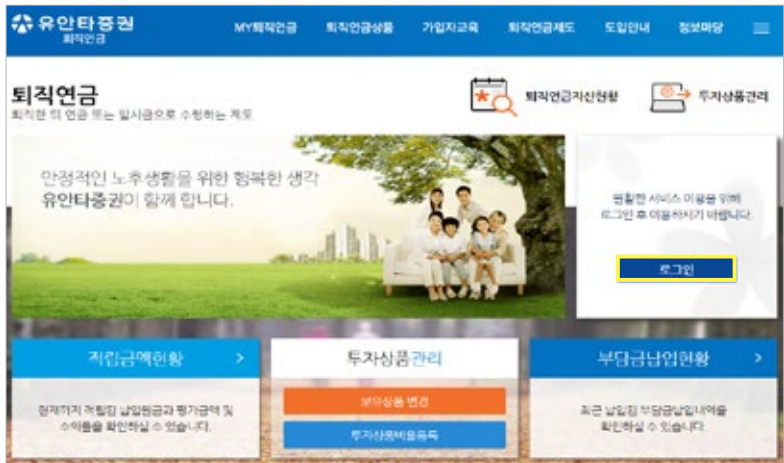 유안타증권
퇴직연금
MY퇴직연금 퇴직연금상품 가입자교육 퇴직연금제도 도입안내 정보마당
퇴직연금
퇴직한 뒤 연금 또는 일시금으로 수령하는 제도
퇴직연금자산현황
투자상품관리
안정적인 노후생활을 위한 행복한 생각
유안타증권이 함께 합니다.
원활한 서비스 이용을 위해
로그인 후 이용하시기 바랍니다.
로그인
적립금액현황 >
현재까지 적립된 납입원금과 평가금액 및
수익률을 확인하실 수 있습니다.
투자상품관리
보유상품 변경
투자상품비율등록
부담금납입현황 >
최근 납입된 부담금납입내역을
확인하실 수 있습니다.